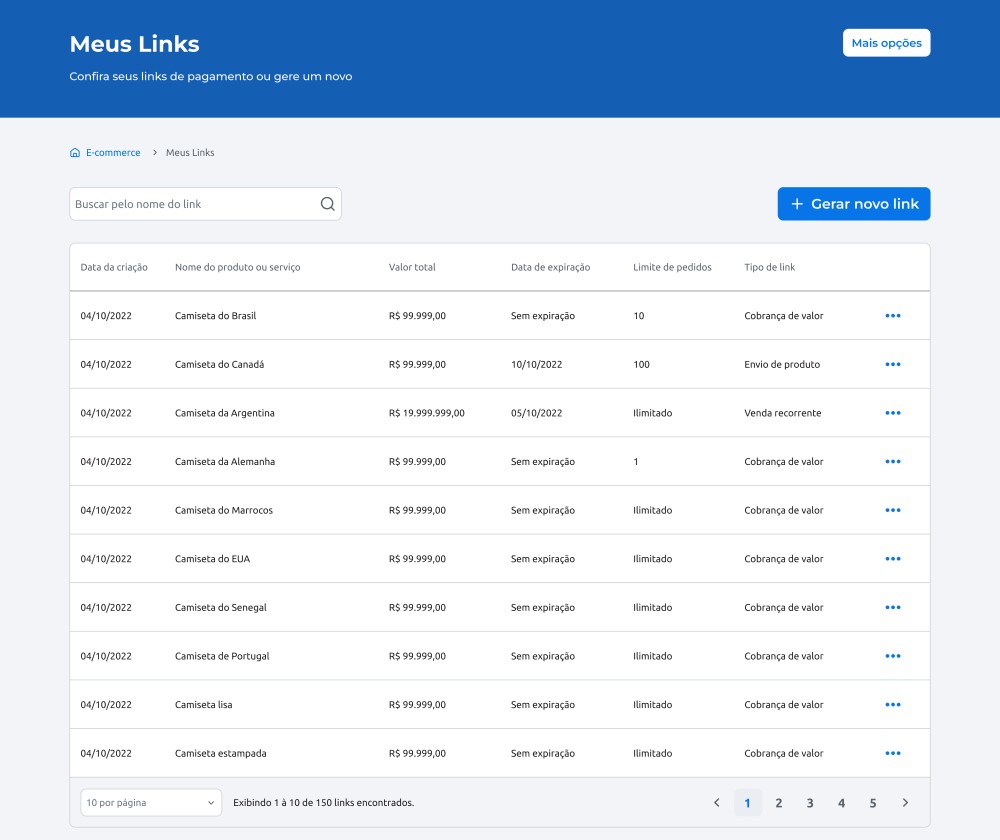 Meus Links
Mais opções
Confira seus links de pagamento ou gere um novo
E-commerce > Meus Links
Buscar pelo nome do link
+ Gerar novo link
Data da criação Nome do produto ou serviço Valor total Data de expiração Limite de pedidos Tipo de link
04/10/2022 Camiseta do Brasil R$ 99.999,00 Sem expiração 10 Cobrança de valor
04/10/2022 Camiseta do Canadá R$ 99.999,00 10/10/2022 100 Envio de produto
04/10/2022 Camiseta da Argentina R$ 19.999.999,00 05/10/2022 Ilimitado Venda recorrente
04/10/2022 Camiseta da Alemanha R$ 99.999,00 Sem expiração 1 Cobrança de valor
04/10/2022 Camiseta do Marrocos R$ 99.999,00 Sem expiração Ilimitado Cobrança de valor
04/10/2022 Camiseta do EUA R$ 99.999,00 Sem expiração Ilimitado Cobrança de valor
04/10/2022 Camiseta do Senegal R$ 99.999,00 Sem expiração Ilimitado Cobrança de valor
04/10/2022 Camiseta de Portugal R$ 99.999,00 Sem expiração Ilimitado Cobrança de valor
04/10/2022 Camiseta lisa R$ 99.999,00 Sem expiração Ilimitado Cobrança de valor
04/10/2022 Camiseta estampada R$ 99.999,00 Sem expiração Ilimitado Cobrança de valor
10 por página Exibindo 1 à 10 de 150 links encontrados. < 1 2 3 4 5 >